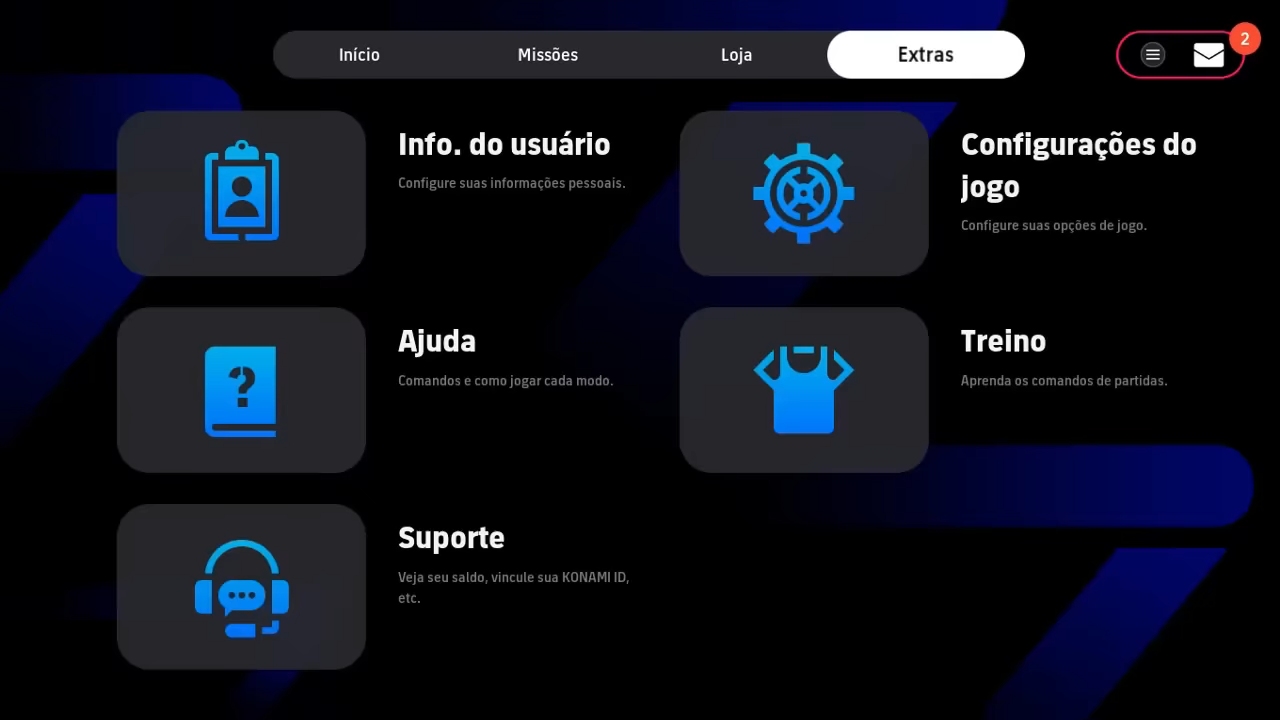 Início
Missões
Loja
Extras
2
Info. do usuário
Configure suas informações pessoais.
Configurações do
jogo
Configure suas opções de jogo.
?
Ajuda
Comandos e como jogar cada modo.
Treino
Aprenda os comandos de partidas.
Suporte
Veja seu saldo, vincule sua KONAMI ID,
etc.